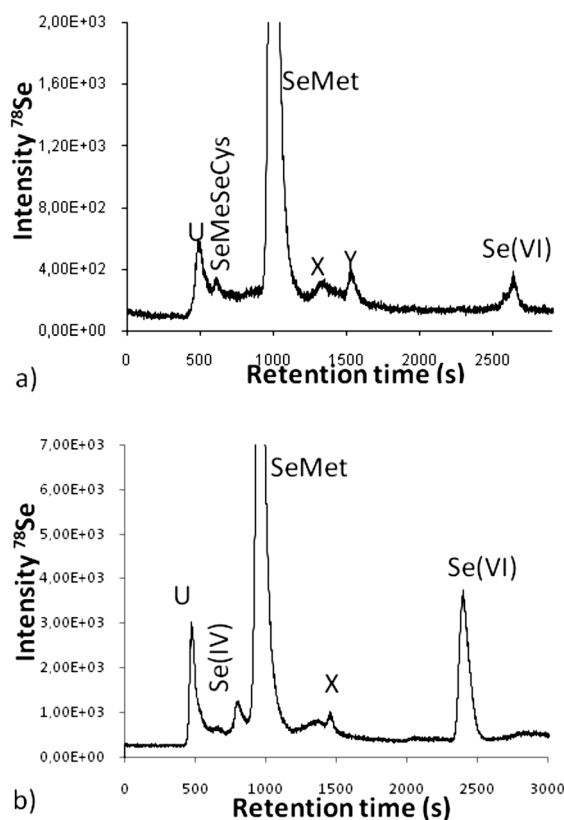 Intensity ⁷⁸Se
2,00E+03
1,60E+03
1,20E+03
8,00E+02
4,00E+02
0,00E+00
U
SeMeSeCys
SeMet
X
Y
Se(VI)
0
500
1000
1500
2000
2500
Retention time (s)
a)
Intensity ⁷⁸Se
7,00E+03
6,00E+03
5,00E+03
4,00E+03
3,00E+03
2,00E+03
1,00E+03
0,00E+00
U
Se(IV)
SeMet
X
Se(VI)
0
500
1000
1500
2000
2500
3000
Retention time (s)
b)